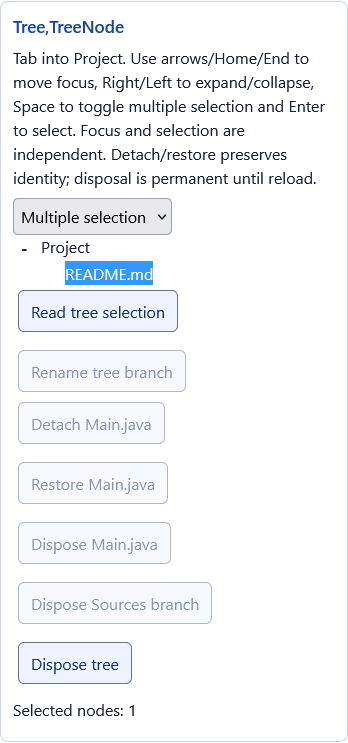 Tree,TreeNode
Tab into Project. Use arrows/Home/End to
move focus, Right/Left to expand/collapse,
Space to toggle multiple selection and Enter
to select. Focus and selection are
independent. Detach/restore preserves
identity; disposal is permanent until reload.
Multiple selection
- Project
README.md
Read tree selection
Rename tree branch
Detach Main.java
Restore Main.java
Dispose Main.java
Dispose Sources branch
Dispose tree
Selected nodes: 1